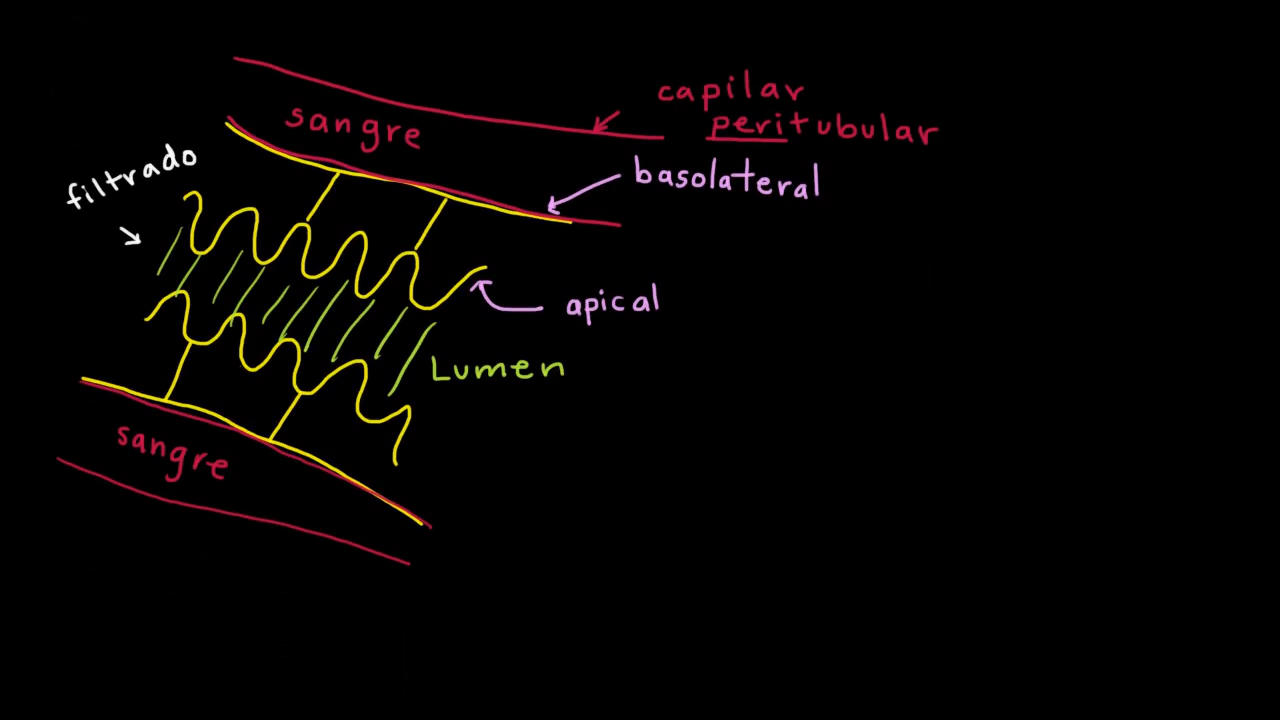 capilar
peritubular
sangre
filtrado
basolateral
apical
Lumen
sangre